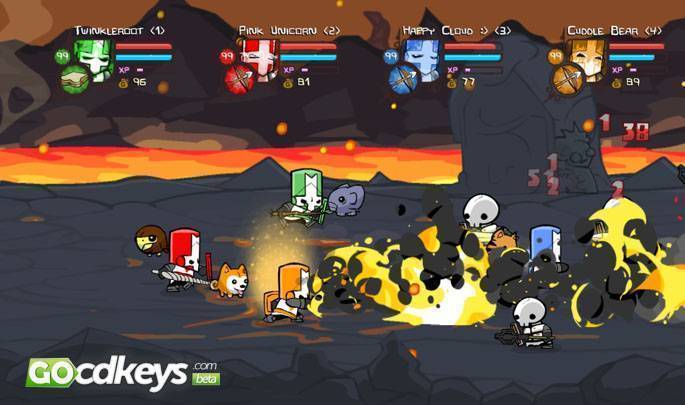 Twinkleroot (1) Pink Unicorn (2) Happy Cloud :) (3) Cuddle Bear (4)
99 99 99 99
XP XP XP XP
96 81 77 89
1 38
1
51 2 2
GOcdkeys.com
beta